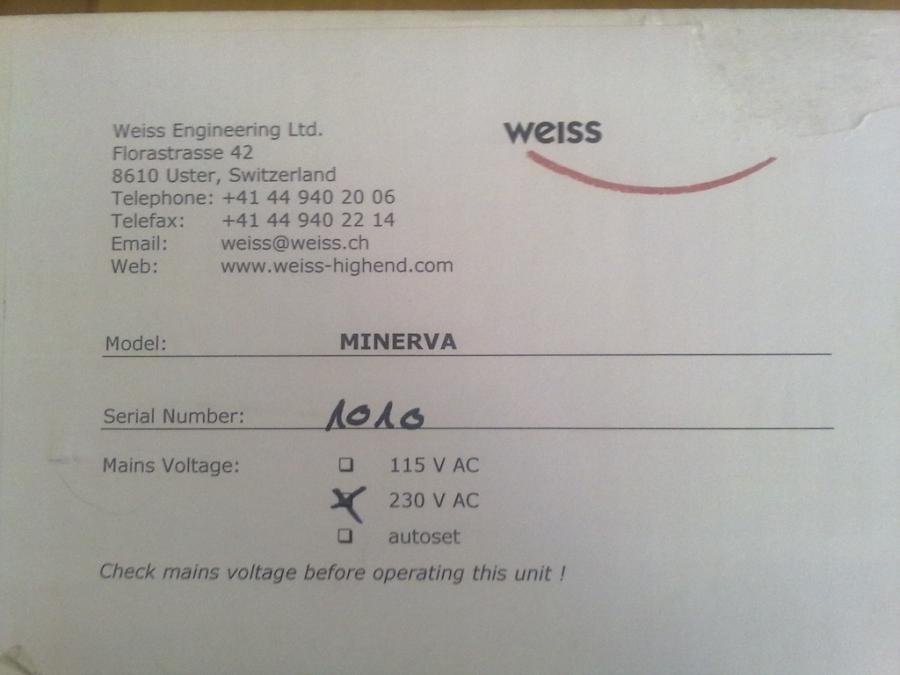 Weiss Engineering Ltd.
Florastrasse 42
8610 Uster, Switzerland
Telephone: +41 44 940 20 06
Telefax: +41 44 940 22 14
Email: weiss@weiss.ch
Web: www.weiss-highend.com
weiss
Model: MINERVA
Serial Number: 1010
Mains Voltage: ❑ 115 V AC
230 V AC
❑ autoset
Check mains voltage before operating this unit !